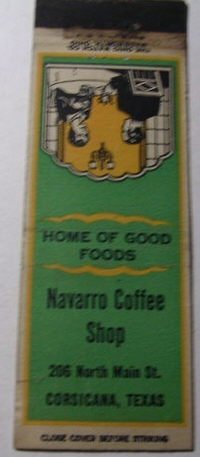 HOME OF GOOD
FOODS
Navarro Coffee
Shop
206 North Main St.
CORSICANA, TEXAS
CLOSE COVER BEFORE STRIKING